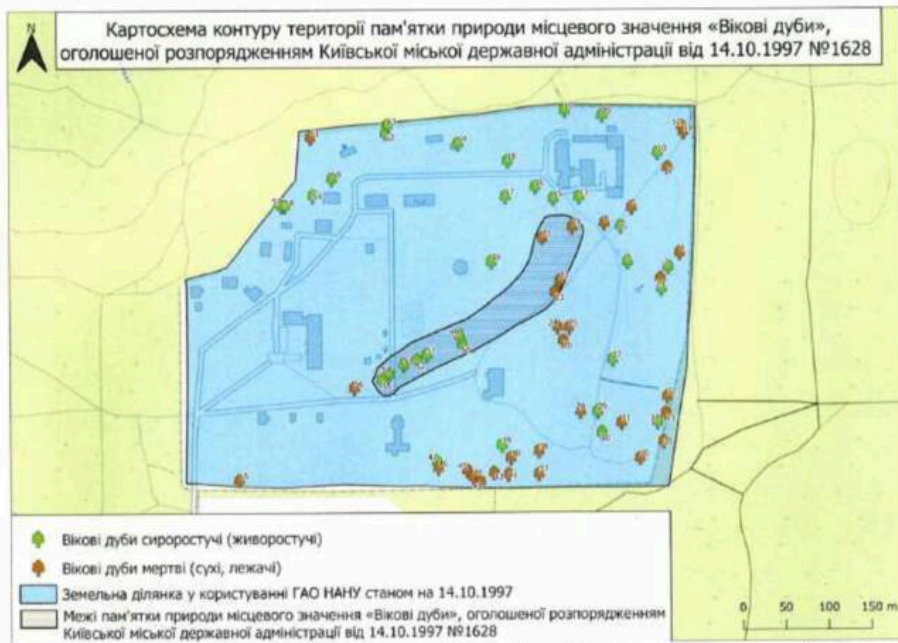 Картосхема контуру території пам'ятки природи місцевого значення «Вікові дуби»,
оголошеної розпорядженням Київської міської державної адміністрації від 14.10.1997 №1628
N
Вікові дуби сироростучі (живоростучі)
Вікові дуби мертві (сухі, лежачі)
Земельна ділянка у користуванні ГАО НАНУ станом на 14.10.1997
Межі пам'ятки природи місцевого значення «Вікові дуби», оголошеної розпорядженням
Київської міської державної адміністрації від 14.10.1997 №1628
0 50 100 150 m